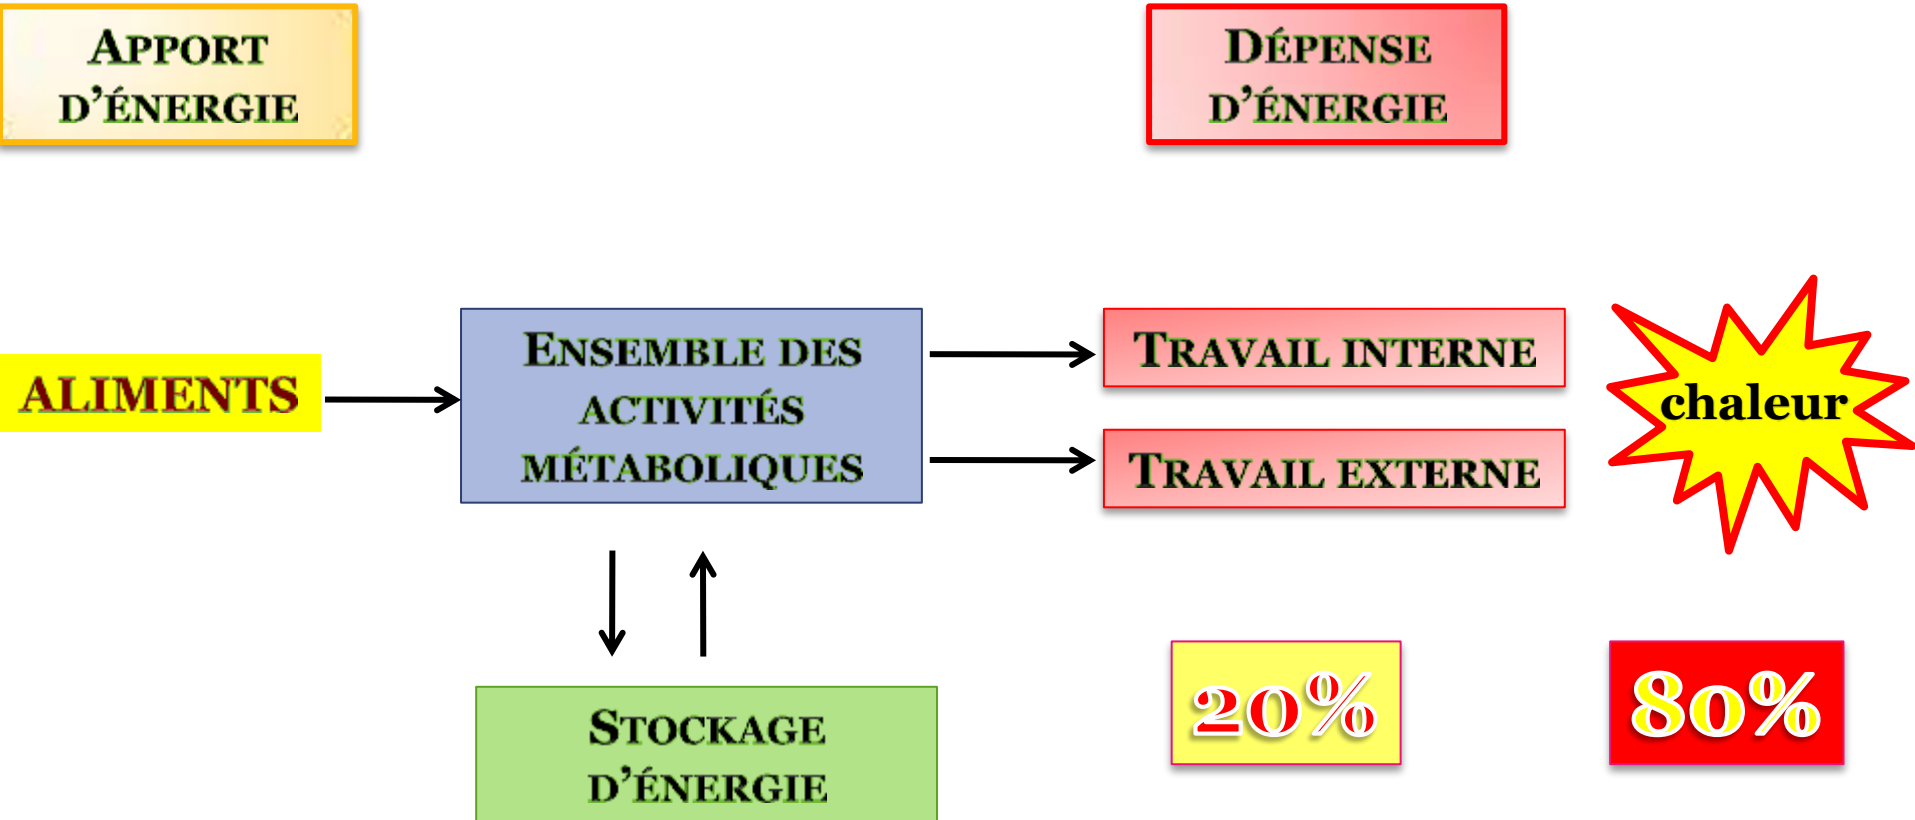 APPORT
D’ÉNERGIE
DÉPENSE
D’ÉNERGIE
ALIMENTS
ENSEMBLE DES
ACTIVITÉS
MÉTABOLIQUES
TRAVAIL INTERNE
TRAVAIL EXTERNE
chaleur
STOCKAGE
D’ÉNERGIE
20%
80%